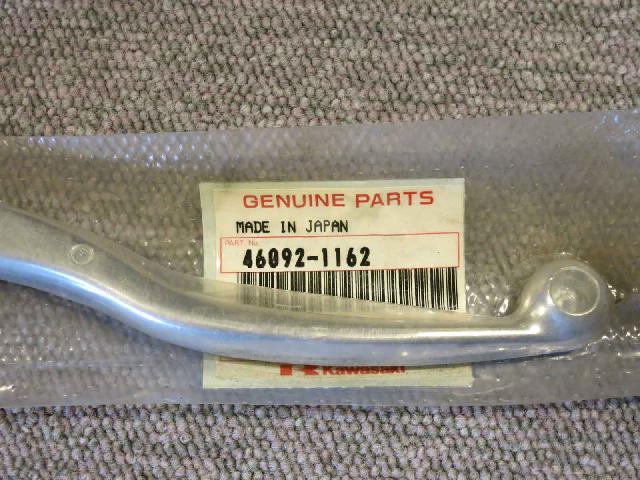 GENUINE PARTS
MADE IN JAPAN
PART. No.
46092-1162
Kawasaki